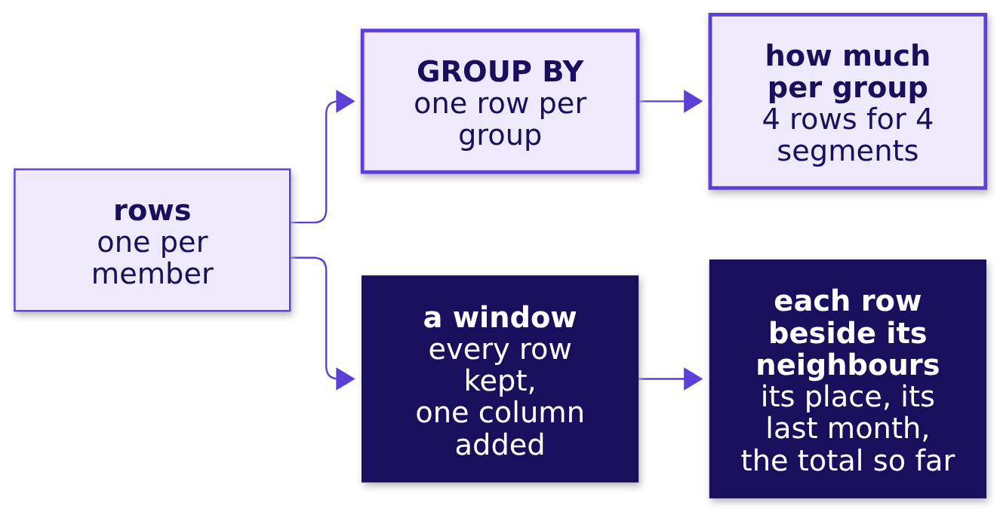 rows
one per
member
GROUP BY
one row per
group
how much
per group
4 rows for 4
segments
a window
every row
kept,
one column
added
each row
beside its
neighbours
its place, its
last month,
the total so far